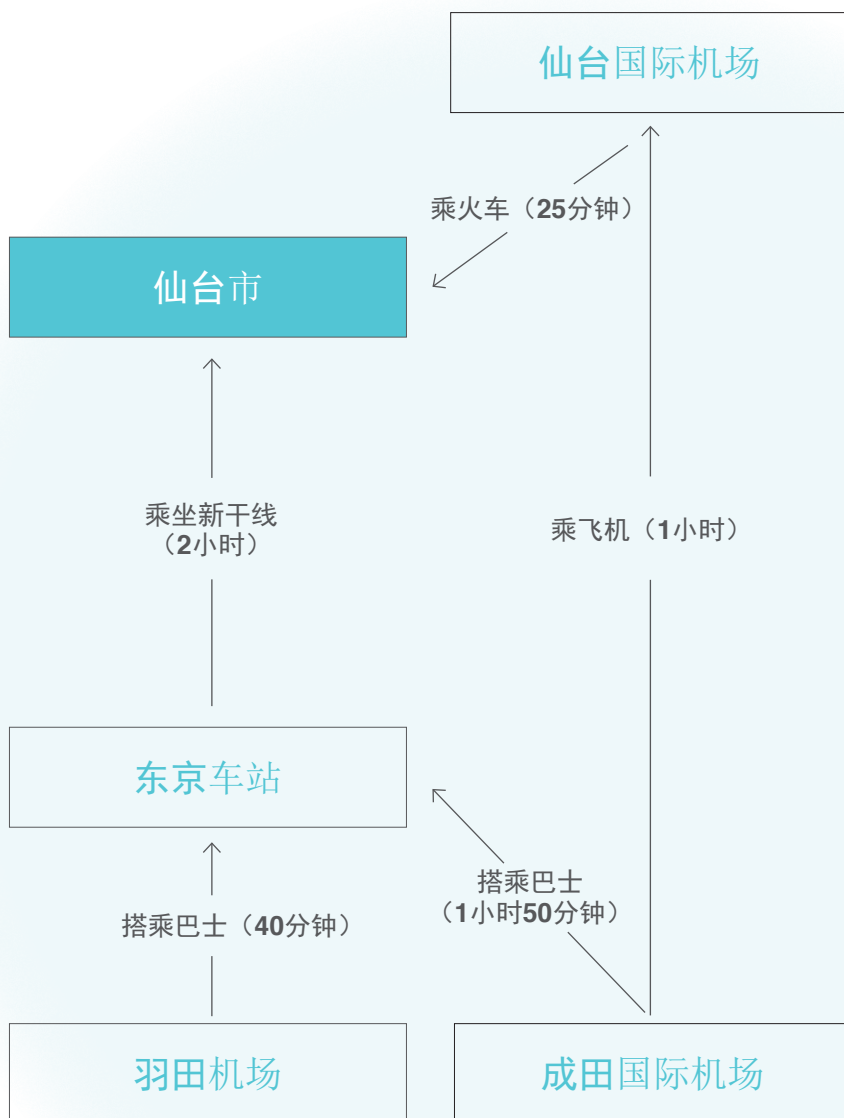 仙台国际机场
乘火车（25分钟）
仙台市
乘坐新干线
（2小时）
乘飞机（1小时）
东京车站
搭乘巴士
（1小时50分钟）
搭乘巴士（40分钟）
羽田机场
成田国际机场